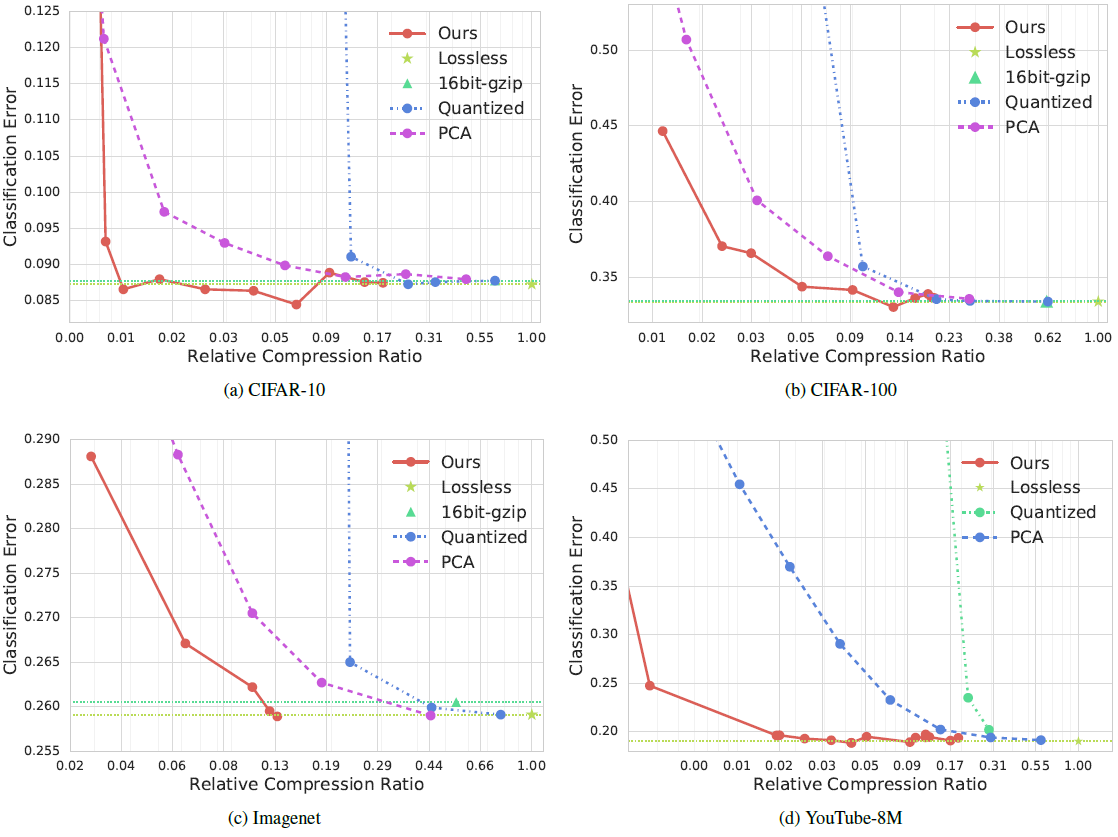 0.125
0.120
0.115
0.110
0.105
0.100
0.095
0.090
0.085
Classification Error
Ours
Lossless
16bit-gzip
Quantized
PCA
0.00 0.01 0.02 0.03 0.05 0.09 0.17 0.31 0.55 1.00
Relative Compression Ratio
(a) CIFAR-10
0.50
0.45
0.40
0.35
Classification Error
Ours
Lossless
16bit-gzip
Quantized
PCA
0.01 0.02 0.03 0.05 0.09 0.14 0.23 0.38 0.62 1.00
Relative Compression Ratio
(b) CIFAR-100
0.290
0.285
0.280
0.275
0.270
0.265
0.260
0.255
Classification Error
Ours
Lossless
16bit-gzip
Quantized
PCA
0.02 0.04 0.06 0.08 0.13 0.19 0.29 0.44 0.66 1.00
Relative Compression Ratio
(c) Imagenet
0.50
0.45
0.40
0.35
0.30
0.25
0.20
Classification Error
Ours
Lossless
Quantized
PCA
0.00 0.01 0.02 0.03 0.05 0.09 0.17 0.31 0.55 1.00
Relative Compression Ratio
(d) YouTube-8M